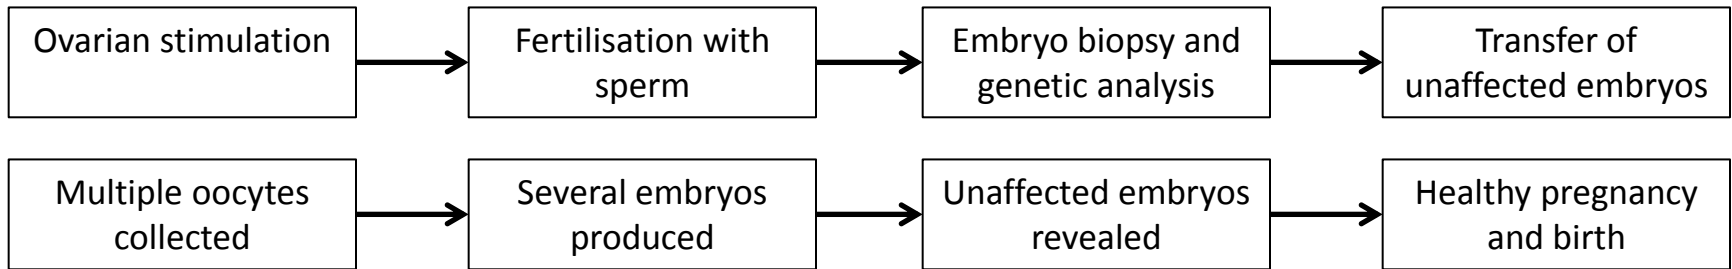 Ovarian stimulation
Fertilisation with
sperm
Embryo biopsy and
genetic analysis
Transfer of
unaffected embryos
Multiple oocytes
collected
Several embryos
produced
Unaffected embryos
revealed
Healthy pregnancy
and birth